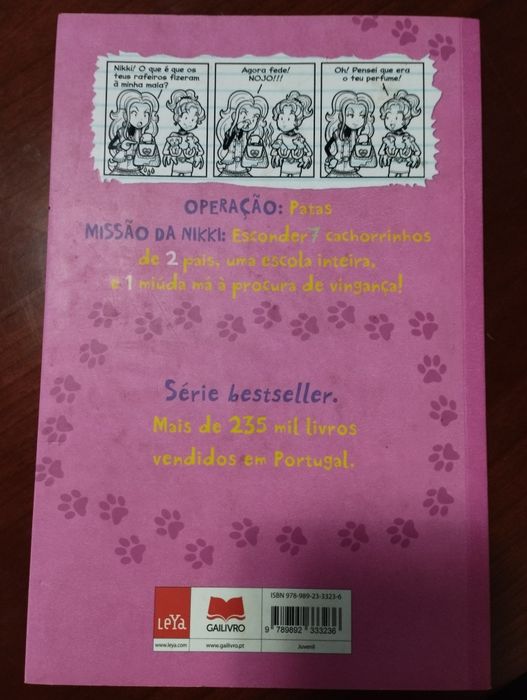 Nikki! O que é que os
teus rafeiros fizeram
à minha mala?
Agora fede!
NOJO!!!
Oh! Pensei que era
o teu perfume!
OPERAÇÃO: Patas
MISSÃO DA NIKKI: Esconder 7 cachorrinhos
de 2 pais, uma escola inteira,
e 1 miúda má à procura de vingança!
Série bestseller.
Mais de 235 mil livros
vendidos em Portugal.
LeYa
www.leya.com
GAILIVRO
www.gailivro.pt
ISBN 978-989-23-3323-6
9 789892 333236
Juvenil